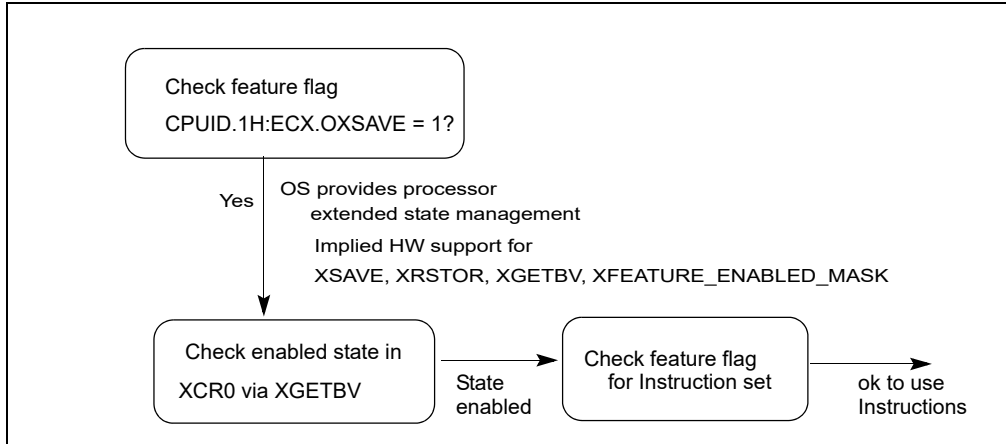 Check feature flag
CPUID.1H:ECX.OXSAVE = 1?
Yes
OS provides processor
extended state management
Implied HW support for
XSAVE, XRSTOR, XGETBV, XFEATURE_ENABLED_MASK
Check enabled state in
XCR0 via XGETBV
State
enabled
Check feature flag
for Instruction set
ok to use
Instructions